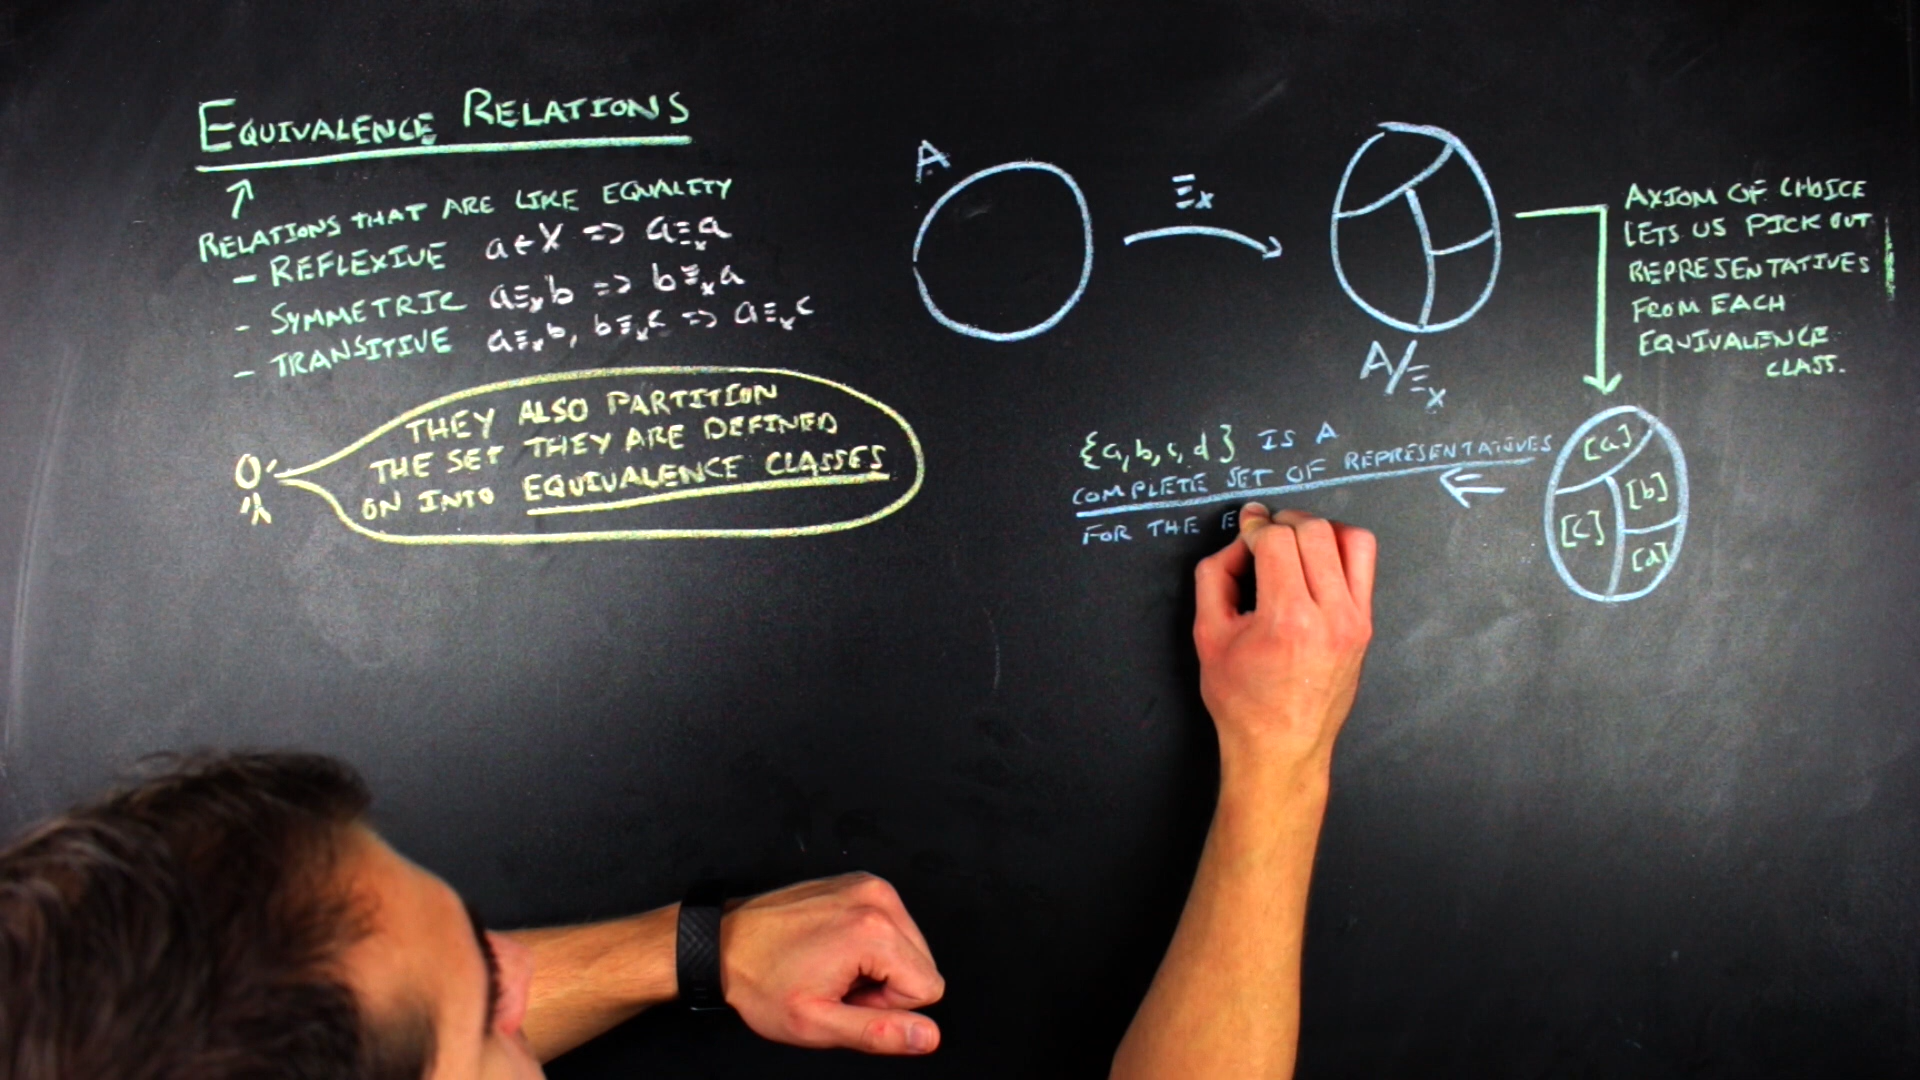 EQUIVALENCE RELATIONS
RELATIONS THAT ARE LIKE EQUALITY
- REFLEXIVE a∈X => a≡ₓa
- SYMMETRIC a≡ₓb => b≡ₓa
- TRANSITIVE a≡ₓb, b≡ₓc => a≡ₓc
THEY ALSO PARTITION
THE SET THEY ARE DEFINED
ON INTO EQUIVALENCE CLASSES
A
≡ₓ
A/≡ₓ
AXIOM OF CHOICE
LETS US PICK OUT
REPRESENTATIVES
FROM EACH
EQUIVALENCE
CLASS.
[a]
[b]
[c]
[d]
{a,b,c,d} IS A
COMPLETE SET OF REPRESENTATIVES
FOR THE E